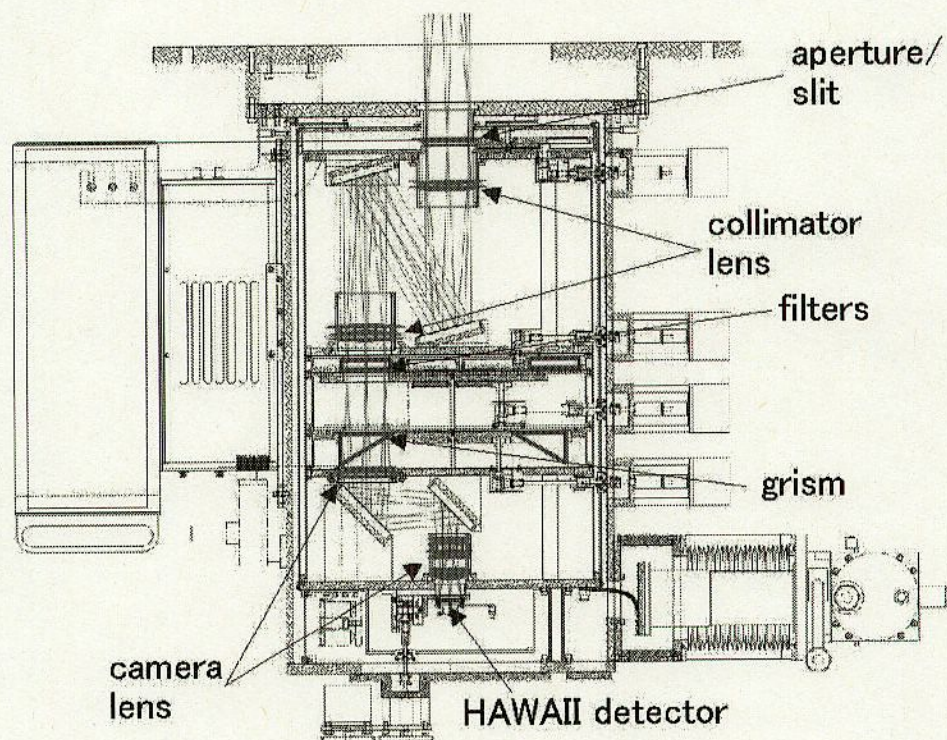 aperture/
slit
collimator
lens
filters
grism
camera
lens
HAWAII detector